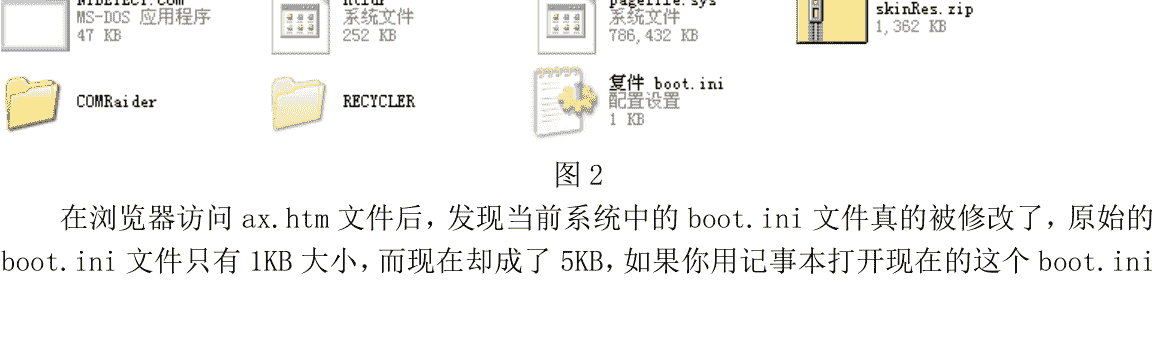 NTDETECT.COM
MS-DOS 应用程序
47 KB
ntldr
系统文件
252 KB
pagefile.sys
系统文件
786,432 KB
skinRes.zip
1,362 KB
COMRaider
RECYCLER
复件 boot.ini
配置设置
1 KB
图 2
在浏览器访问 ax.htm 文件后，发现当前系统中的 boot.ini 文件真的被修改了，原始的
boot.ini 文件只有 1KB 大小，而现在却成了 5KB，如果你用记事本打开现在的这个 boot.ini